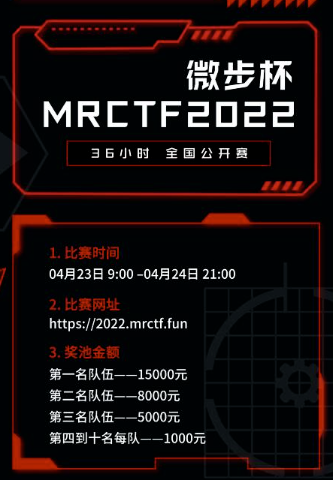 微步杯
MRCTF2022
36小时 全国公开赛
1. 比赛时间
04月23日 9:00 –04月24日 21:00
2. 比赛网址
https://2022.mrctf.fun
3. 奖池金额
第一名队伍——15000元
第二名队伍——8000元
第三名队伍——5000元
第四到十名每队——1000元